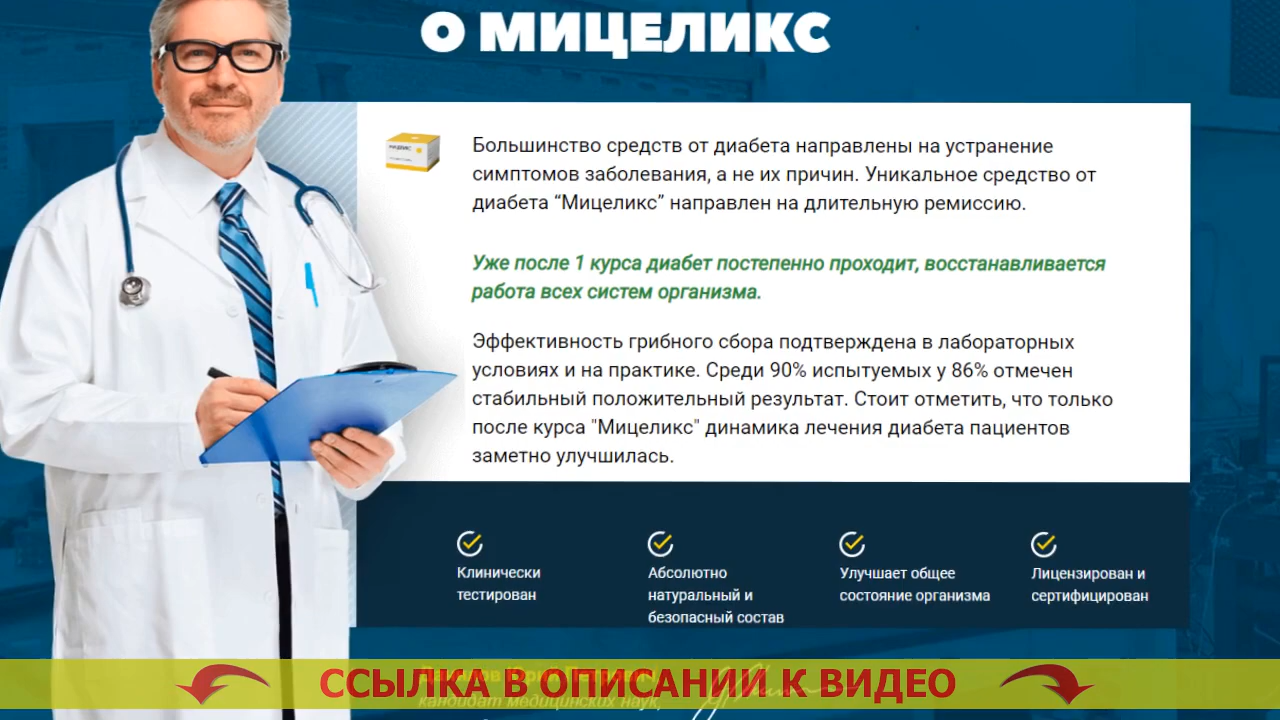 О МИЦЕЛИКС
Большинство средств от диабета направлены на устранение
симптомов заболевания, а не их причин. Уникальное средство от
диабета “Мицеликс” направлен на длительную ремиссию.
Уже после 1 курса диабет постепенно проходит, восстанавливается
работа всех систем организма.
Эффективность грибного сбора подтверждена в лабораторных
условиях и на практике. Среди 90% испытуемых у 86% отмечен
стабильный положительный результат. Стоит отметить, что только
после курса "Мицеликс" динамика лечения диабета пациентов
заметно улучшилась.
Клинически
тестирован
Абсолютно
натуральный и
безопасный состав
Улучшает общее
состояние организма
Лицензирован и
сертифицирован
ССЫЛКА В ОПИСАНИИ К ВИДЕО
кандидат медицинских наук,